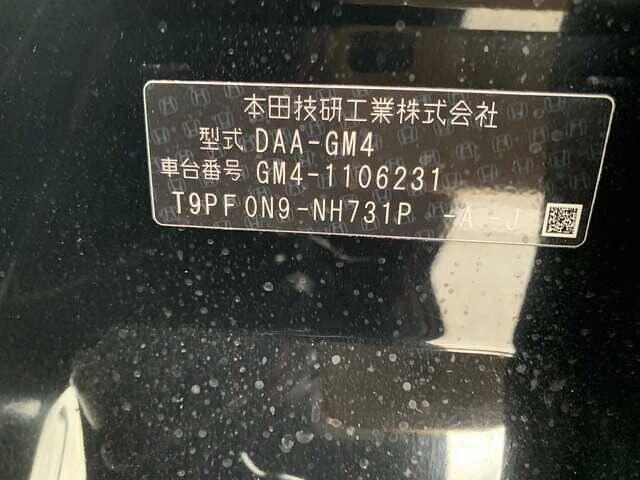 本田技研工業株式会社
型式 DAA-GM4
車台番号 GM4-1106231
T9PF0N9-NH731P -A -J